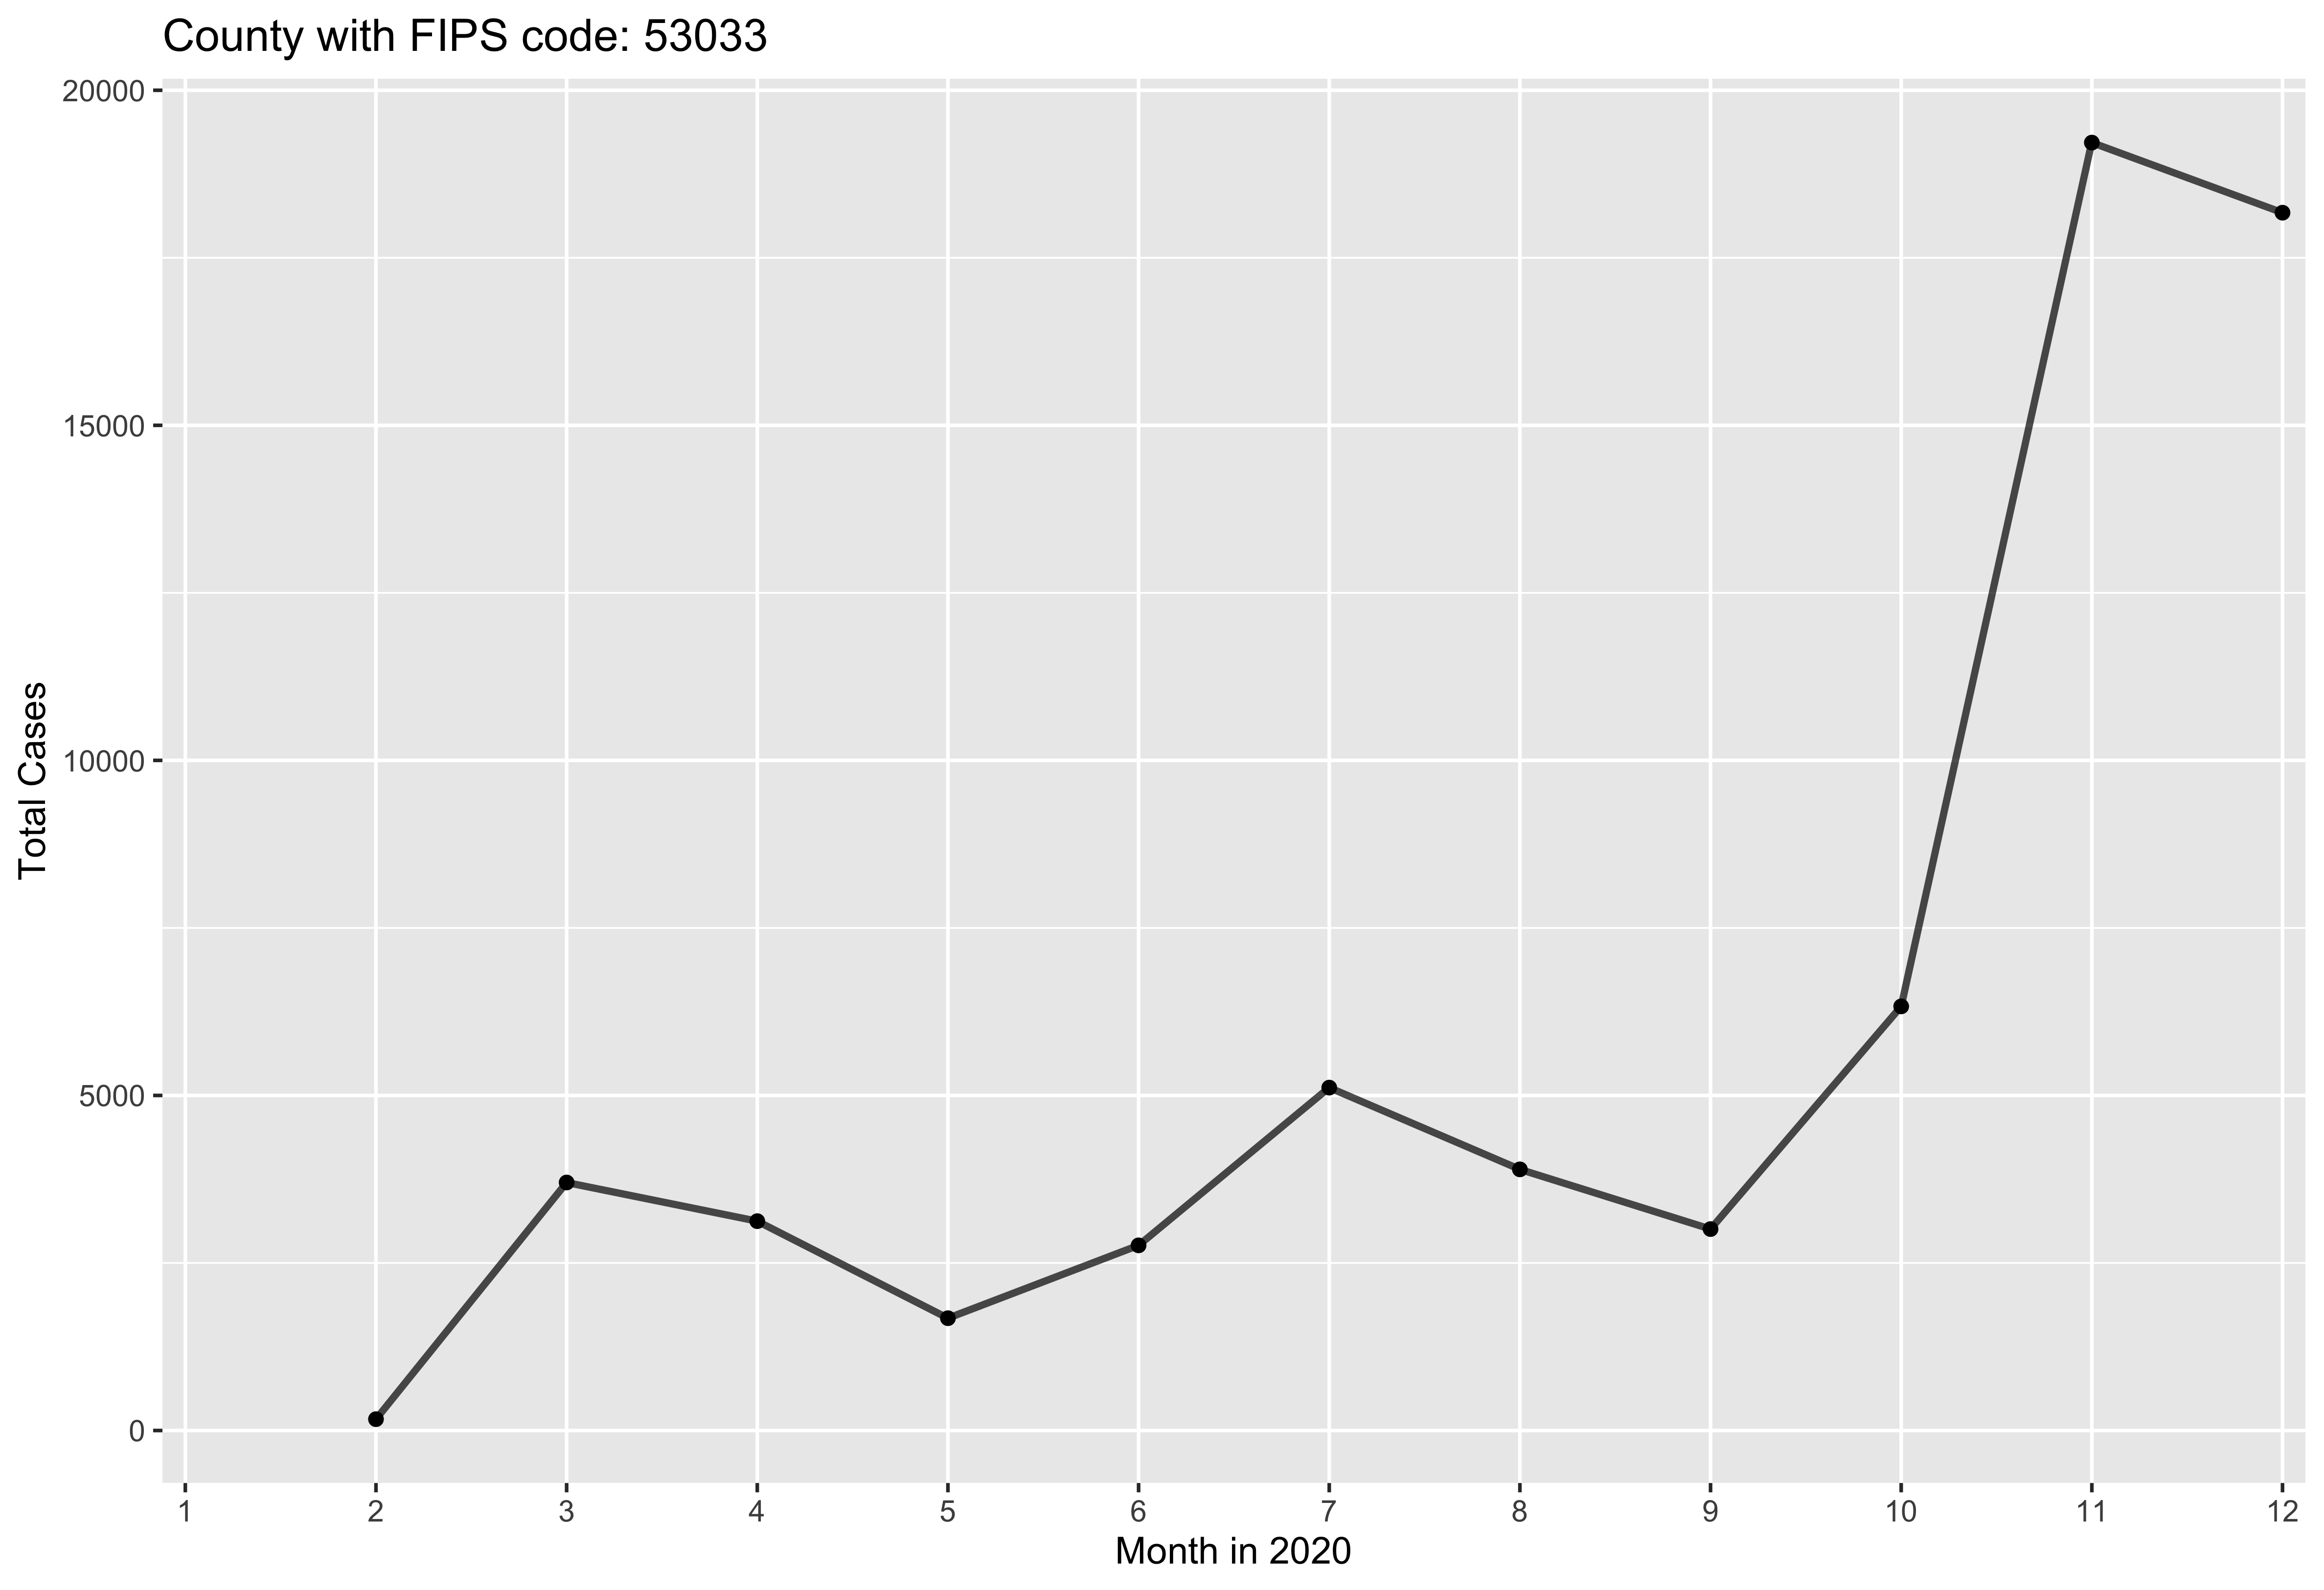 County with FIPS code: 53033
20000
15000
10000
5000
0
Total Cases
1 2 3 4 5 6 7 8 9 10 11 12
Month in 2020